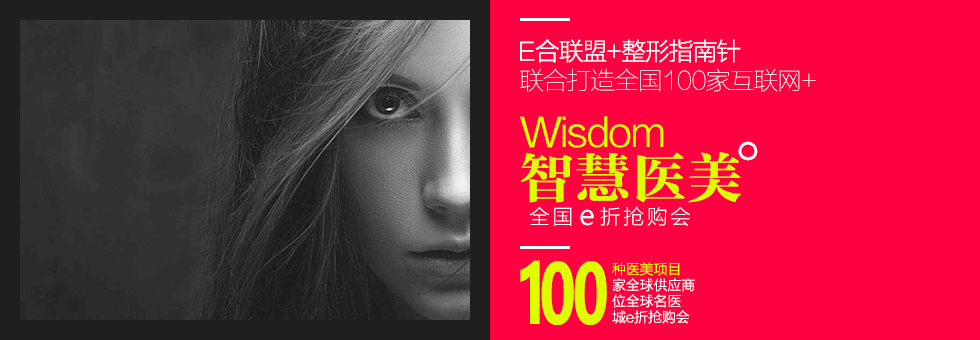 E合联盟+整形指南针
联合打造全国100家互联网+
Wisdom
智慧医美
全国e折抢购会
100
种医美项目
家全球供应商
位全球名医
城e折抢购会